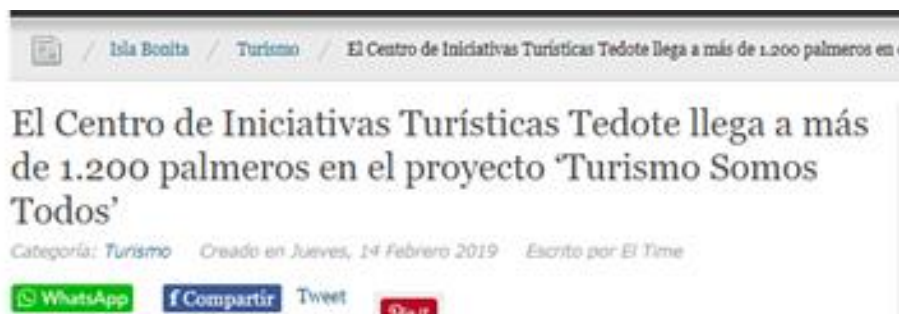 Isla Bonita / Turismo / El Centro de Iniciativas Turísticas Tedote llega a más de 1.200 palmeros en
El Centro de Iniciativas Turísticas Tedote llega a más
de 1.200 palmeros en el proyecto ‘Turismo Somos
Todos’
Categoría: Turismo Creado en Jueves, 14 Febrero 2019 Escrito por El Time
WhatsApp f Compartir Tweet Pin it